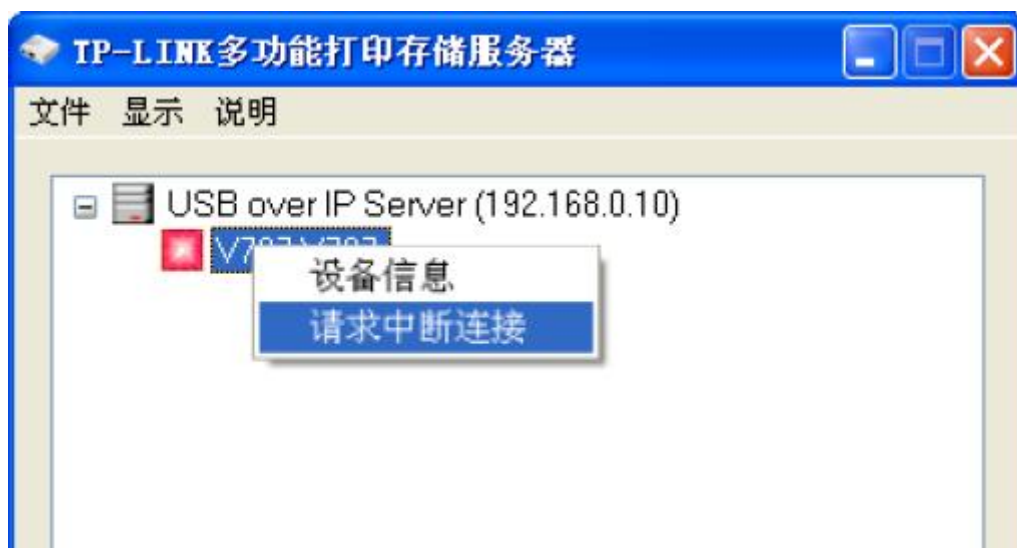 TP-LINK多功能打印存储服务器
文件 显示 说明
USB over IP Server (192.168.0.10)
设备信息
请求中断连接